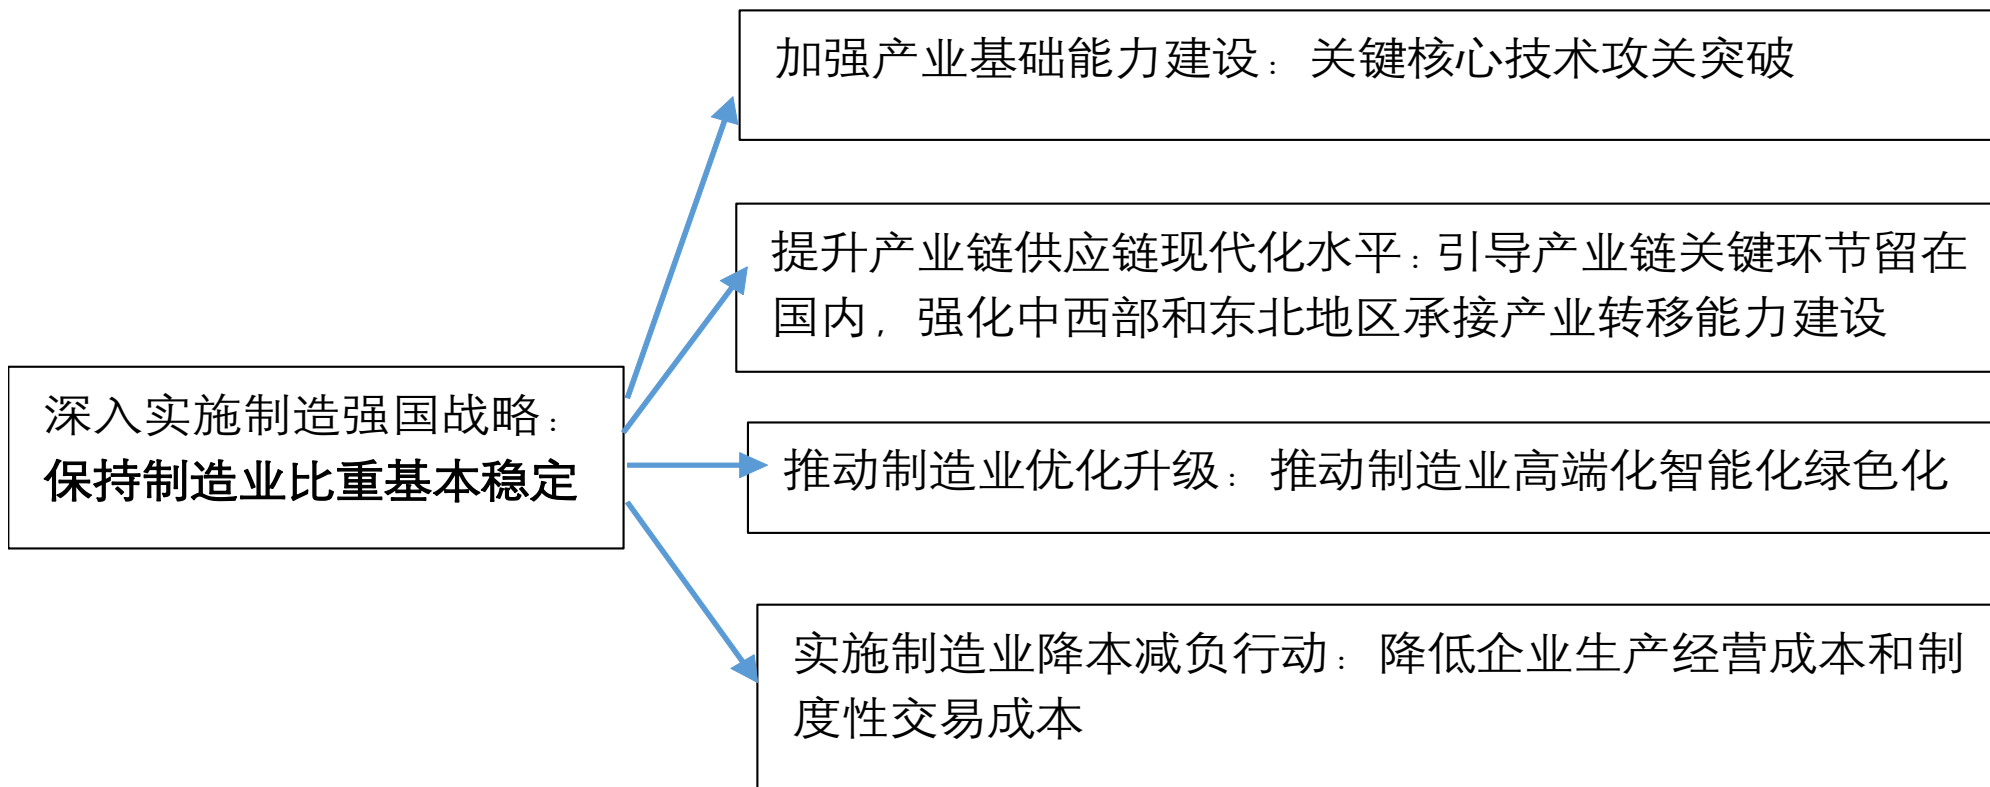 加强产业基础能力建设：关键核心技术攻关突破
提升产业链供应链现代化水平：引导产业链关键环节留在
国内，强化中西部和东北地区承接产业转移能力建设
深入实施制造强国战略：
保持制造业比重基本稳定
推动制造业优化升级：推动制造业高端化智能化绿色化
实施制造业降本减负行动：降低企业生产经营成本和制
度性交易成本